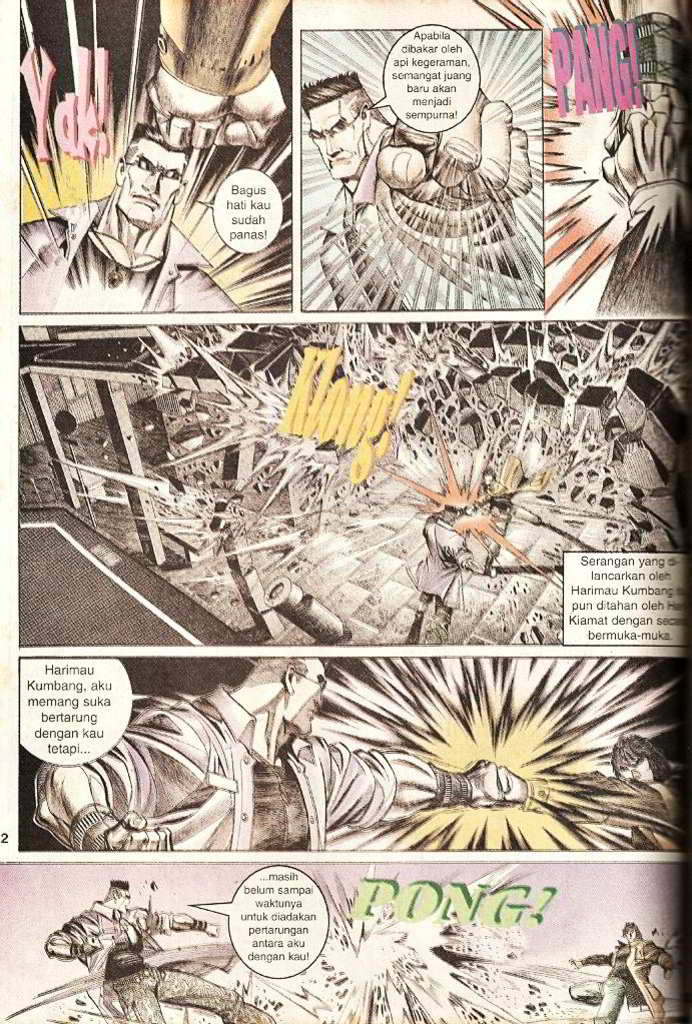 Yak!
Bagus
hati kau
sudah
panas!
Apabila
dibakar oleh
api kegeraman,
semangat juang
baru akan
menjadi
sempurna!
PANG!
Klong!
Serangan yang
lancarkan oleh
Harimau Kumbang
pun ditahan oleh
Kiamat dengan
bermuka-muka.
Harimau
Kumbang, aku
memang suka
bertarung
dengan kau
tetapi...
2
...masih
belum sampai
waktunya
untuk diadakan
pertarungan
antara aku
dengan kau!
PONG!